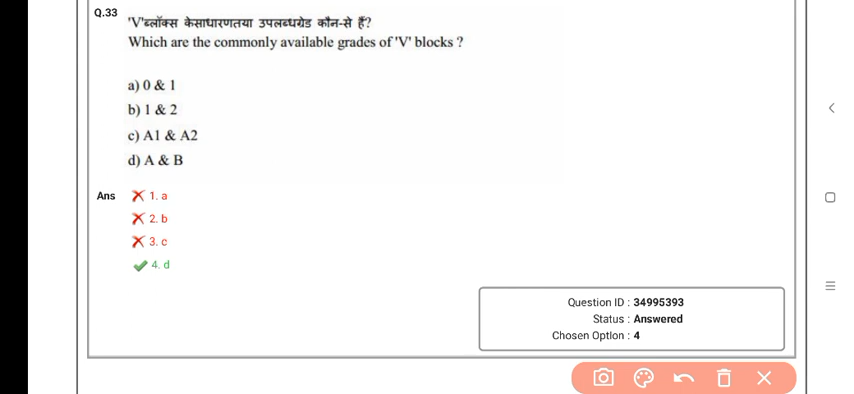 Q.33
'V'ब्लॉक्स केसाधारणतया उपलब्धग्रेड कौन-से हैं?
Which are the commonly available grades of 'V' blocks ?
a) 0 & 1
b) 1 & 2
c) A1 & A2
d) A & B
Ans 1. a
2. b
3. c
4. d
Question ID : 34995393
Status : Answered
Chosen Option : 4